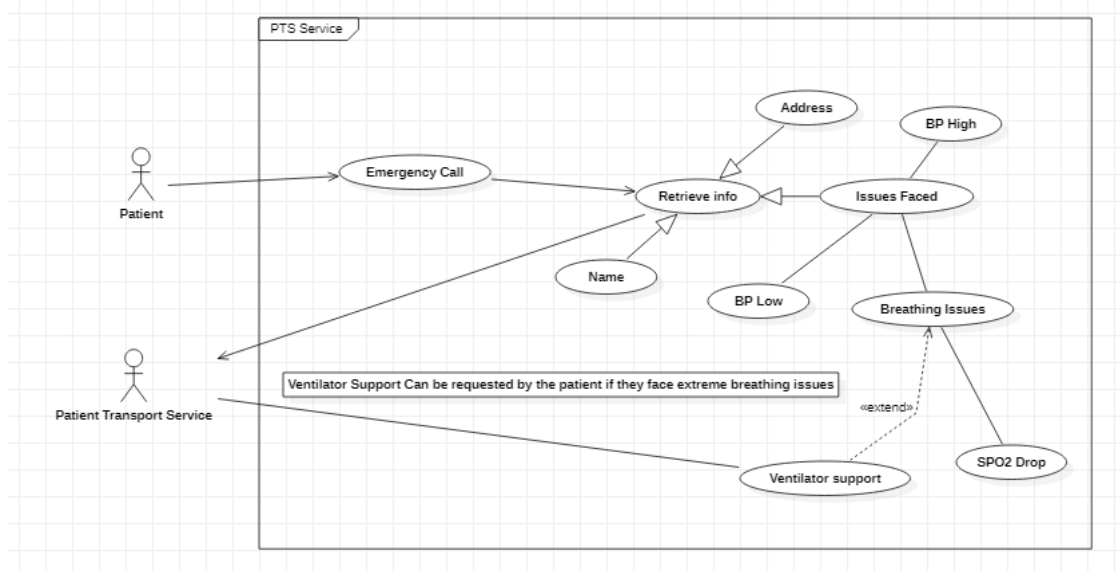 PTS Service
Address
BP High
Emergency Call
Retrieve info
Issues Faced
Patient
Name
BP Low
Breathing Issues
Ventilator Support Can be requested by the patient if they face extreme breathing issues
Patient Transport Service
«extend»
SPO2 Drop
Ventilator support